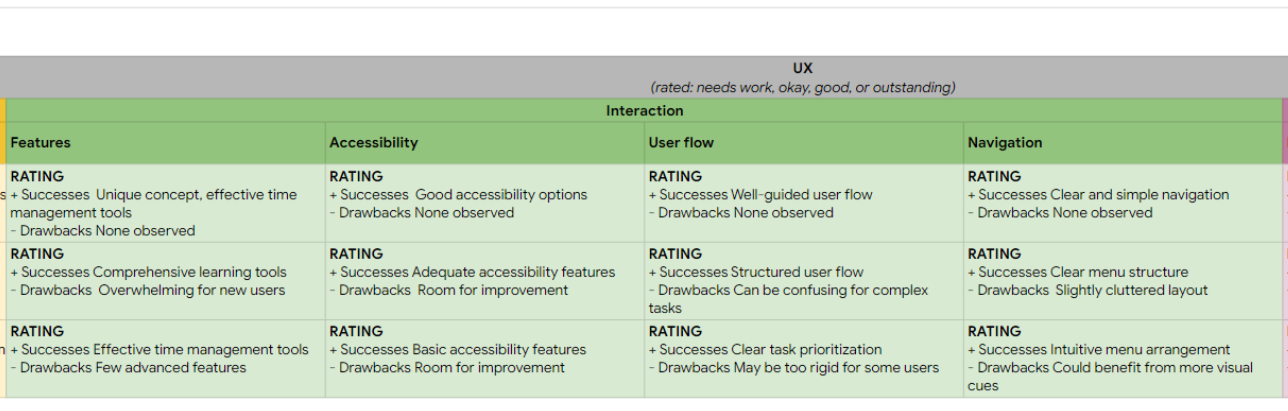 UX
(rated: needs work, okay, good, or outstanding)
Interaction
Features
Accessibility
User flow
Navigation
RATING
+ Successes  Unique concept, effective time
management tools
- Drawbacks None observed
RATING
+ Successes  Good accessibility options
- Drawbacks None observed
RATING
+ Successes Well-guided user flow
- Drawbacks None observed
RATING
+ Successes Clear and simple navigation
- Drawbacks None observed
RATING
+ Successes Comprehensive learning tools
- Drawbacks  Overwhelming for new users
RATING
+ Successes Adequate accessibility features
- Drawbacks  Room for improvement
RATING
+ Successes Structured user flow
- Drawbacks Can be confusing for complex
tasks
RATING
+ Successes Clear menu structure
- Drawbacks  Slightly cluttered layout
RATING
+ Successes Effective time management tools
- Drawbacks Few advanced features
RATING
+ Successes Basic accessibility features
- Drawbacks Room for improvement
RATING
+ Successes Clear task prioritization
- Drawbacks May be too rigid for some users
RATING
+ Successes Intuitive menu arrangement
- Drawbacks Could benefit from more visual
cues